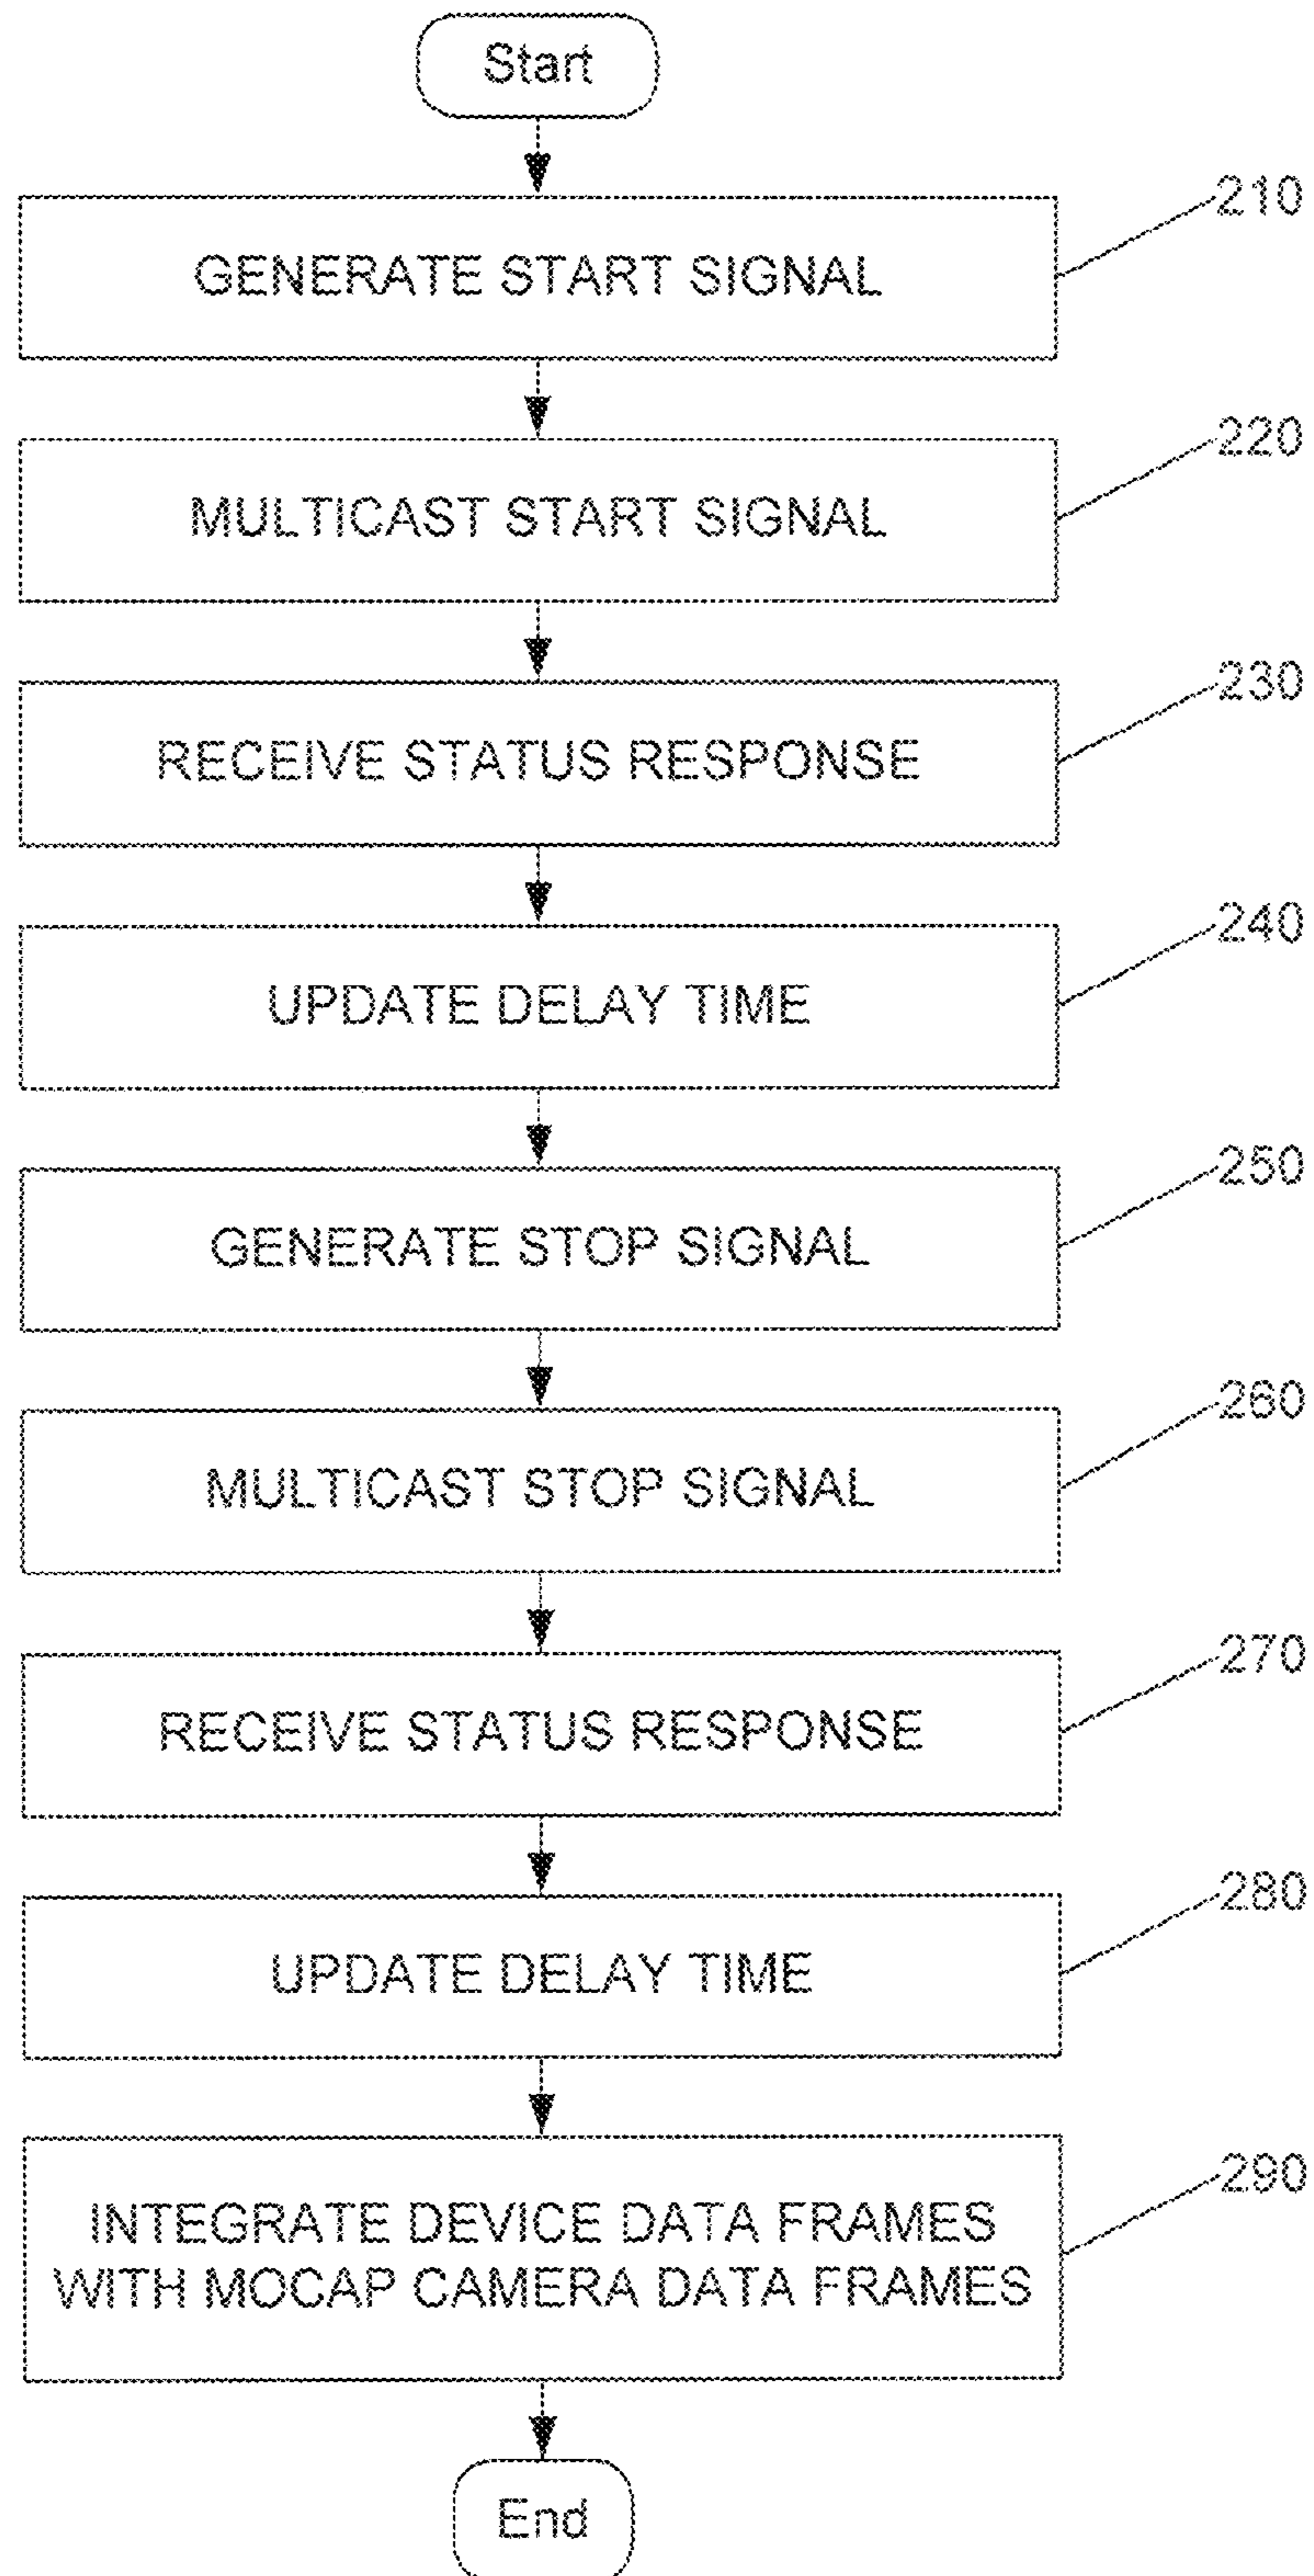 Start
210
GENERATE START SIGNAL
220
MULTICAST START SIGNAL
230
RECEIVE STATUS RESPONSE
240
UPDATE DELAY TIME
250
GENERATE STOP SIGNAL
260
MULTICAST STOP SIGNAL
270
RECEIVE STATUS RESPONSE
280
UPDATE DELAY TIME
290
INTEGRATE DEVICE DATA FRAMES
WITH MOCAP CAMERA DATA FRAMES
End